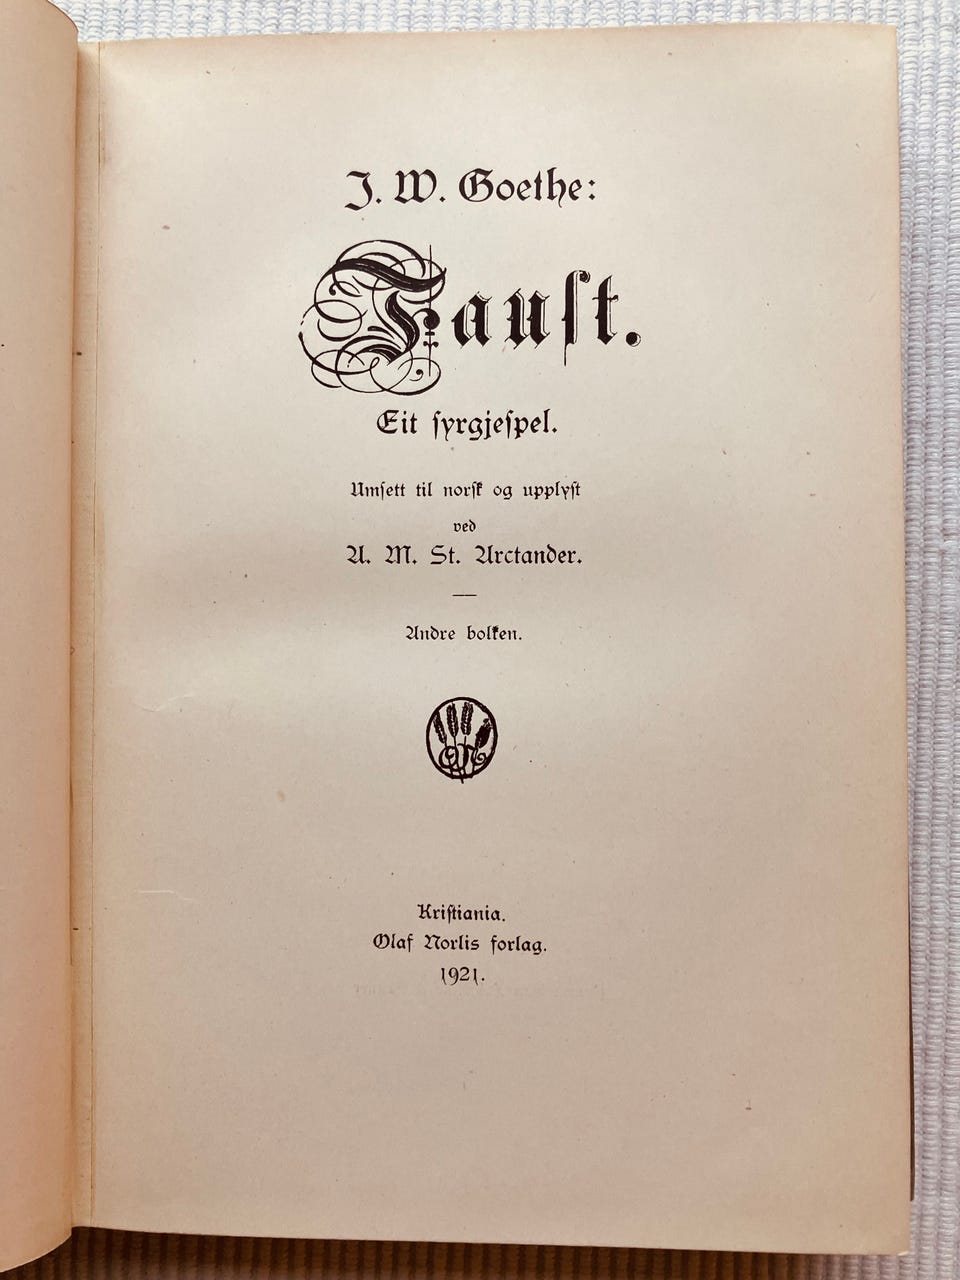 J. W. Goethe:
Faust.
Eit syrgjespel.
Umsett til norsk og upplyst
ved
A. M. St. Arctander.
Andre bolken.
ON
Kristiania.
Olaf Norlis forlag.
1921.